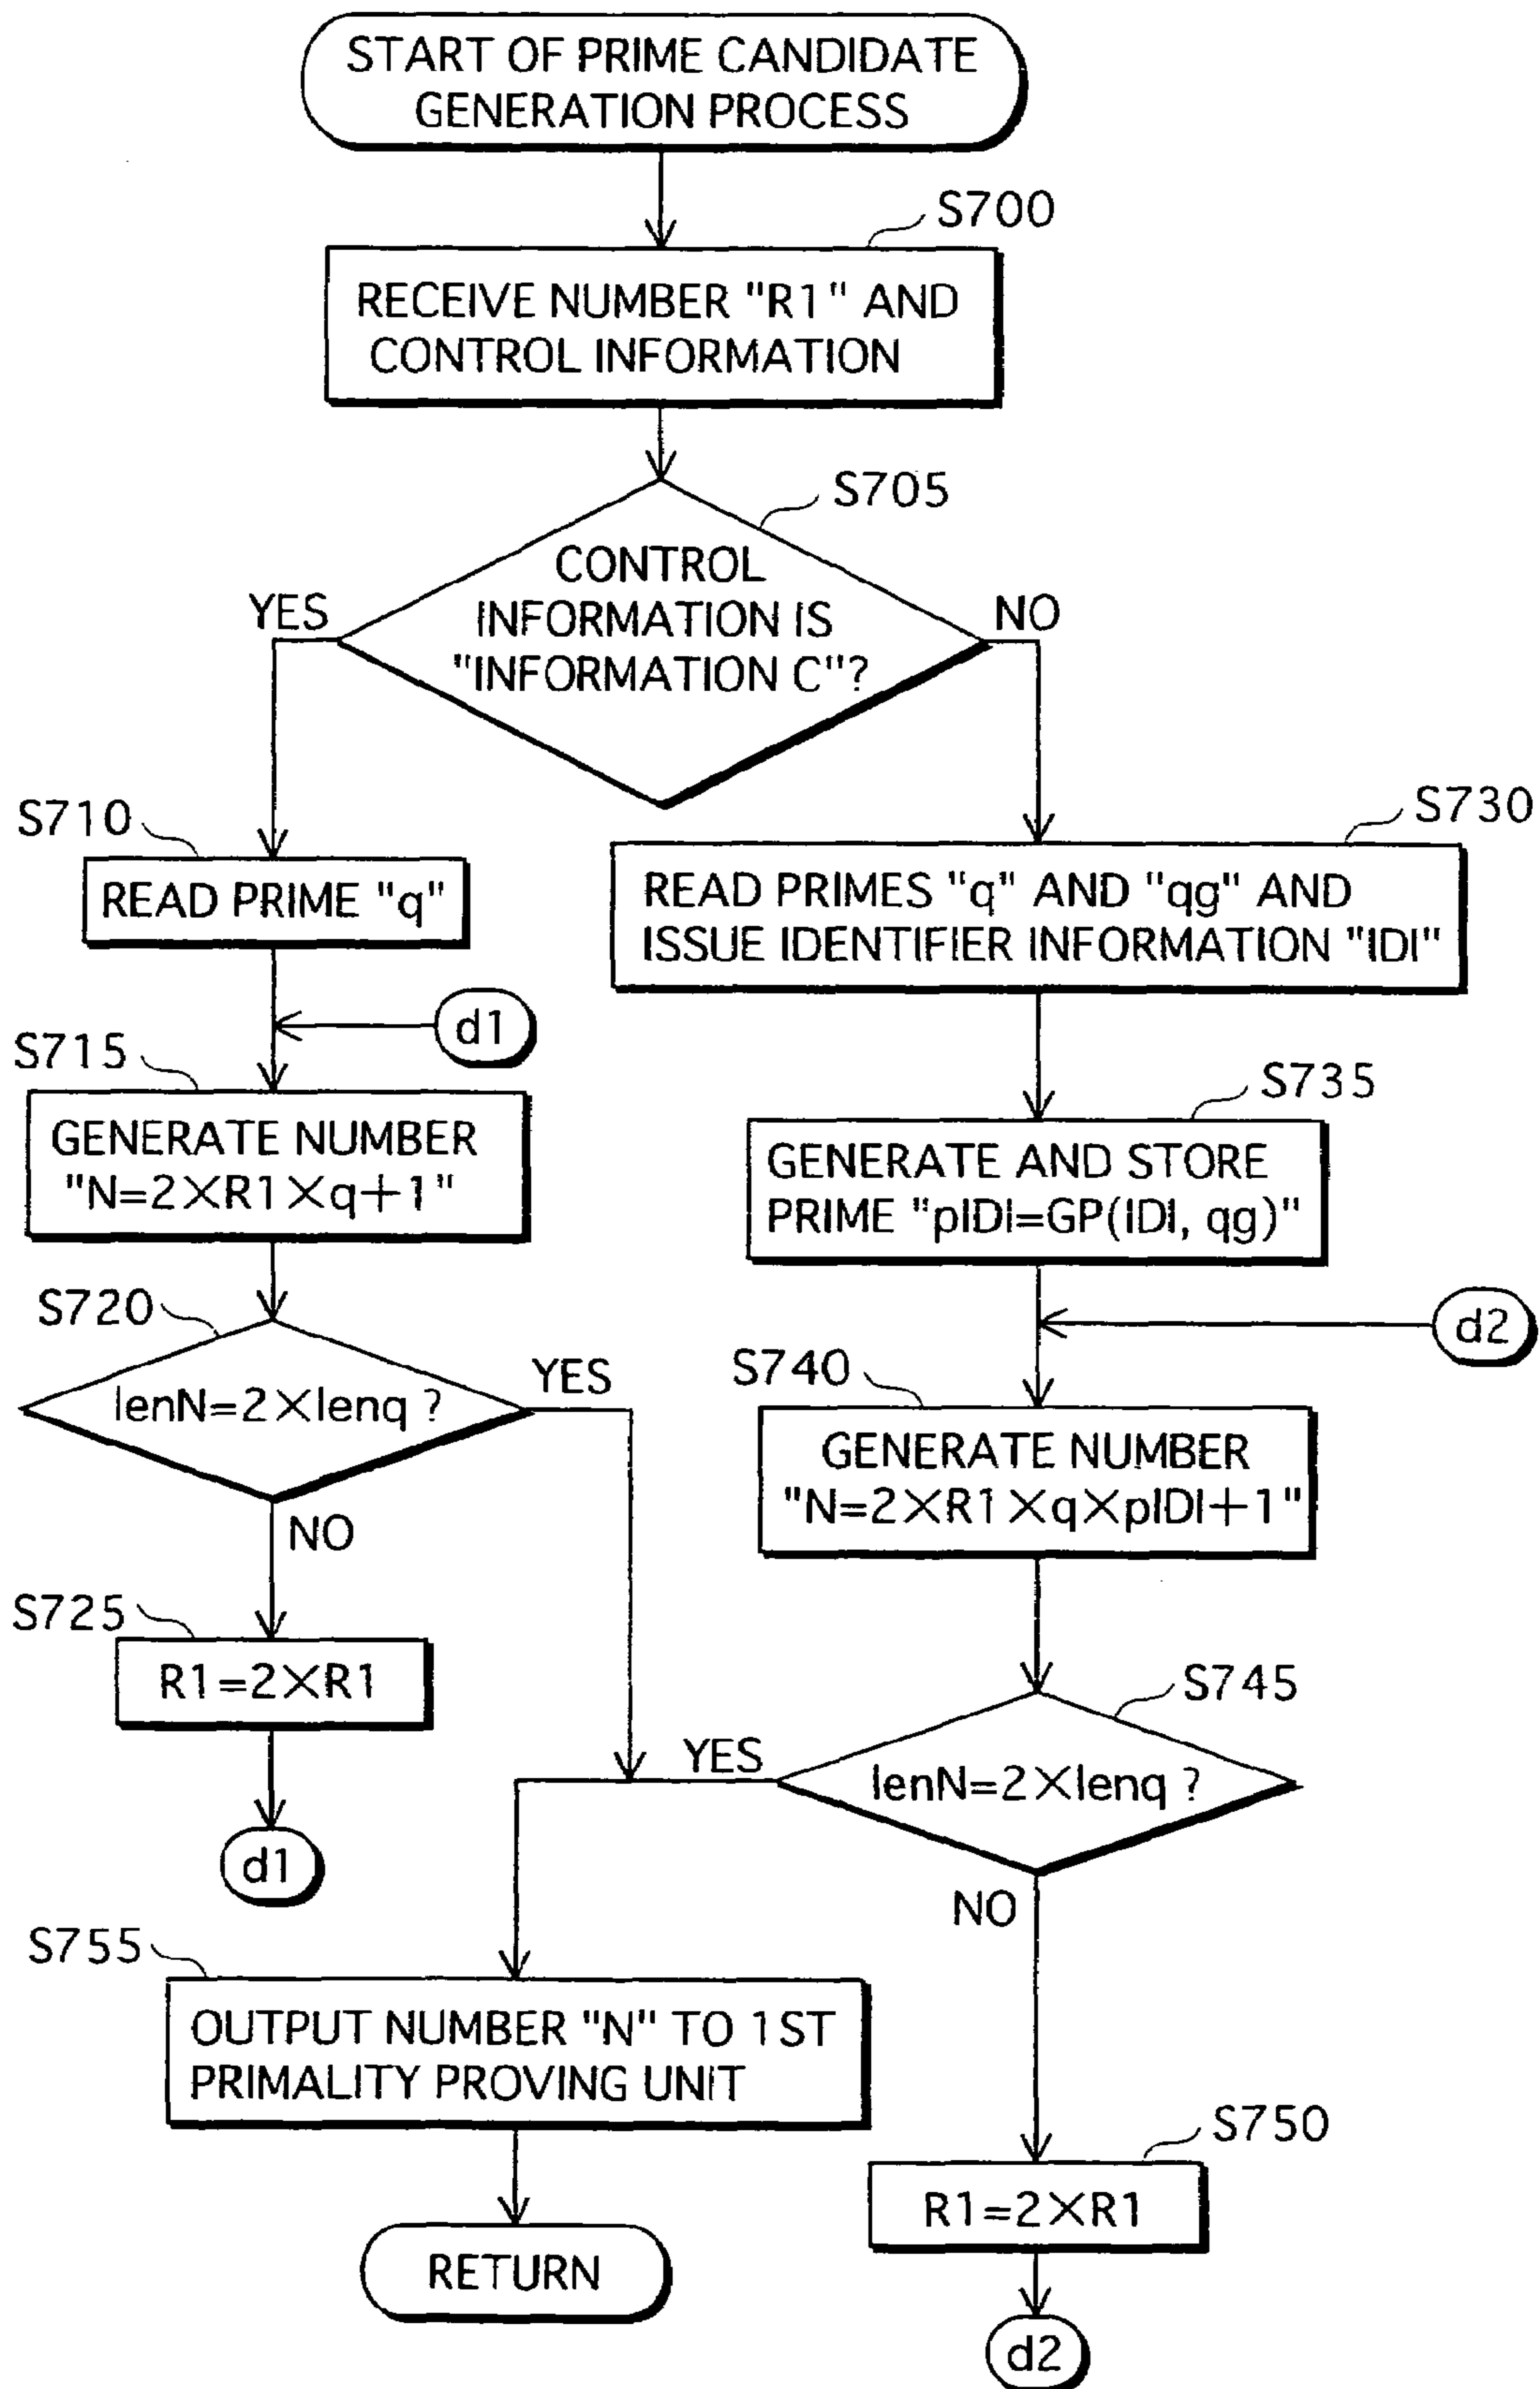 START OF PRIME CANDIDATE
GENERATION PROCESS
S700
RECEIVE NUMBER "R1" AND
CONTROL INFORMATION
S705
CONTROL
INFORMATION IS
"INFORMATION C"?
YES
NO
S710
READ PRIME "q"
S730
READ PRIMES "q" AND "qg" AND
ISSUE IDENTIFIER INFORMATION "IDI"
d1
S715
GENERATE NUMBER
"N=2×R1×q+1"
S735
GENERATE AND STORE
PRIME "pIDI=GP(IDI, qg)"
d2
S720
lenN=2×lenq ?
YES
NO
S740
GENERATE NUMBER
"N=2×R1×q×pIDI+1"
S725
R1=2×R1
d1
S745
lenN=2×lenq ?
YES
NO
S755
OUTPUT NUMBER "N" TO 1ST
PRIMALITY PROVING UNIT
S750
R1=2×R1
RETURN
d2